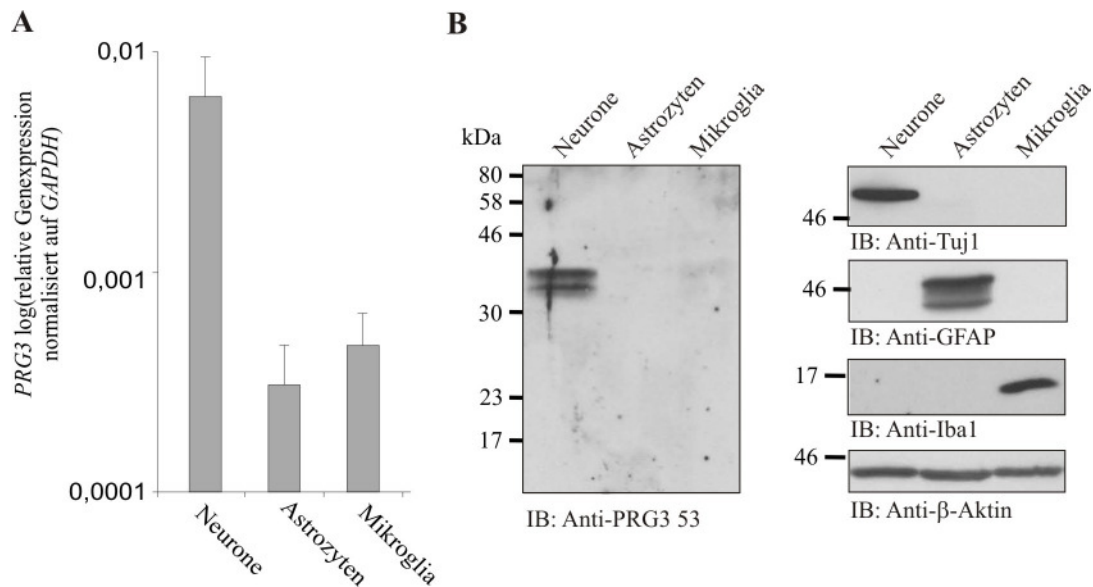 A
0,01
0,001
0,0001
PRG3 log(relative Genexpression
normalisiert auf GAPDH)
Neurone
Astrozyten
Mikroglia
B
kDa
Neurone
Astrozyten
Mikroglia
80
58
46
30
23
17
IB: Anti-PRG3 53
Neurone
Astrozyten
Mikroglia
46
IB: Anti-Tuj1
46
IB: Anti-GFAP
17
IB: Anti-Iba1
46
IB: Anti-β-Aktin